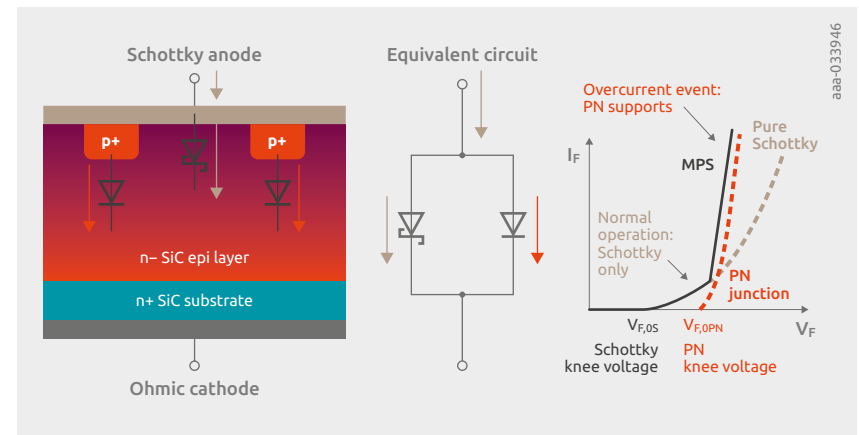 Schottky anode
p+
p+
n− SiC epi layer
n+ SiC substrate
Ohmic cathode
Equivalent circuit
aaa-033946
Overcurrent event:
PN supports
Pure
Schottky
I_F
MPS
Normal
operation:
Schottky
only
PN
junction
V_F,0S
V_F,0PN
V_F
Schottky
knee voltage
PN
knee voltage